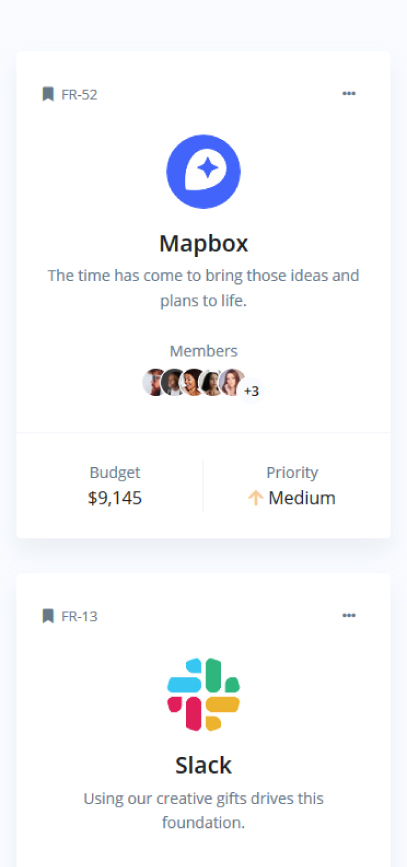 FR-52
Mapbox
The time has come to bring those ideas and
plans to life.
Members
+3
Budget
Priority
$9,145
Medium
FR-13
Slack
Using our creative gifts drives this
foundation.